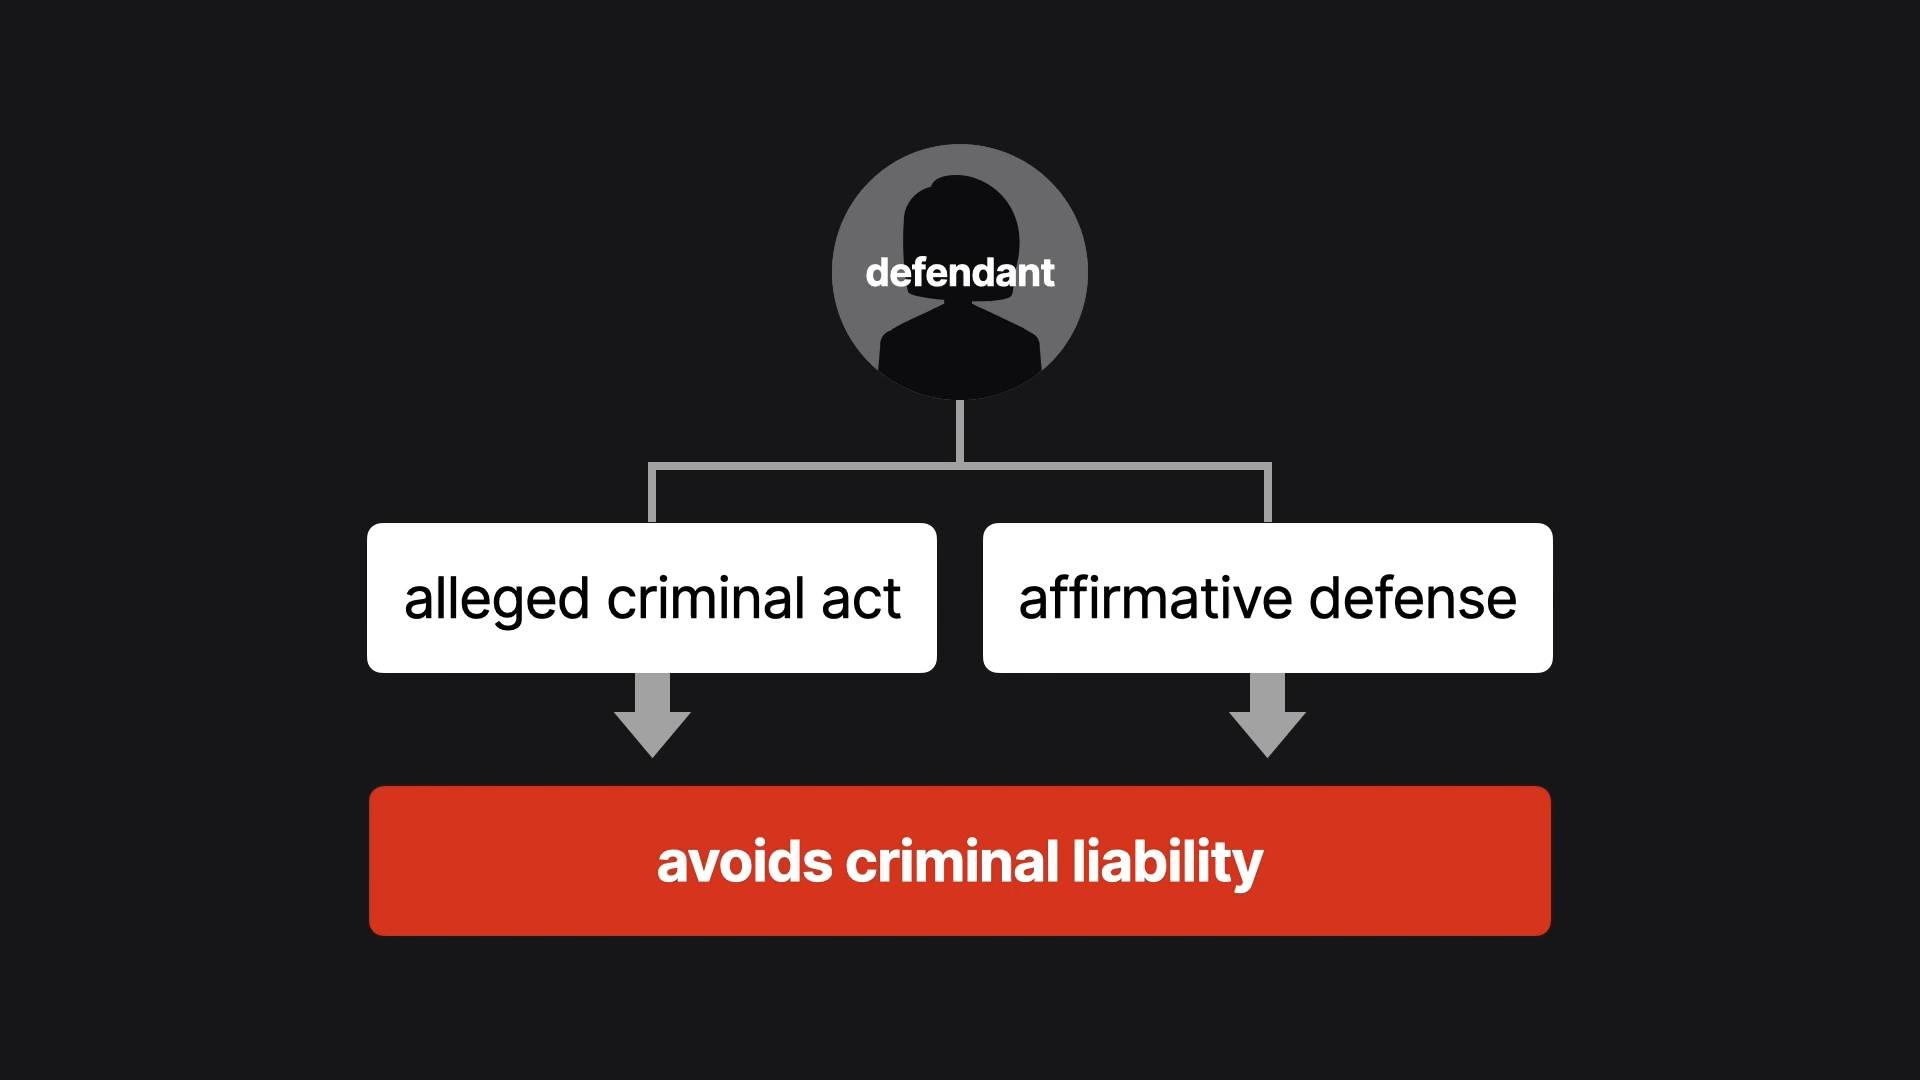 defendant
alleged criminal act
affirmative defense
avoids criminal liability